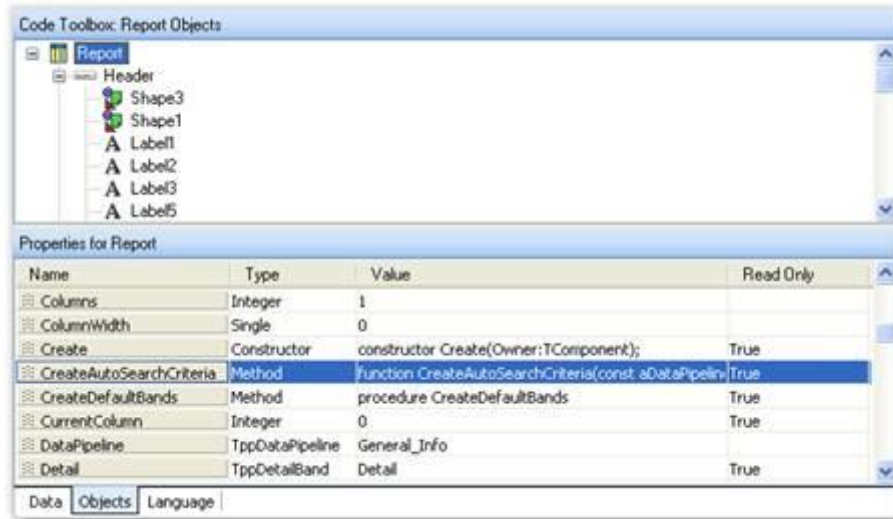 Code Toolbox: Report Objects
Report
Header
Shape3
Shape1
Label1
Label2
Label3
Label5
Properties for Report
Name Type Value Read Only
Columns Integer 1
ColumnWidth Single 0
Create Constructor constructor Create(Owner:TComponent); True
CreateAutoSearchCriteria Method function CreateAutoSearchCriteria(const aDataPipelin True
CreateDefaultBands Method procedure CreateDefaultBands True
CurrentColumn Integer 0 True
DataPipeline TppDataPipeline General_Info
Detail TppDetailBand Detail True
Data Objects Language